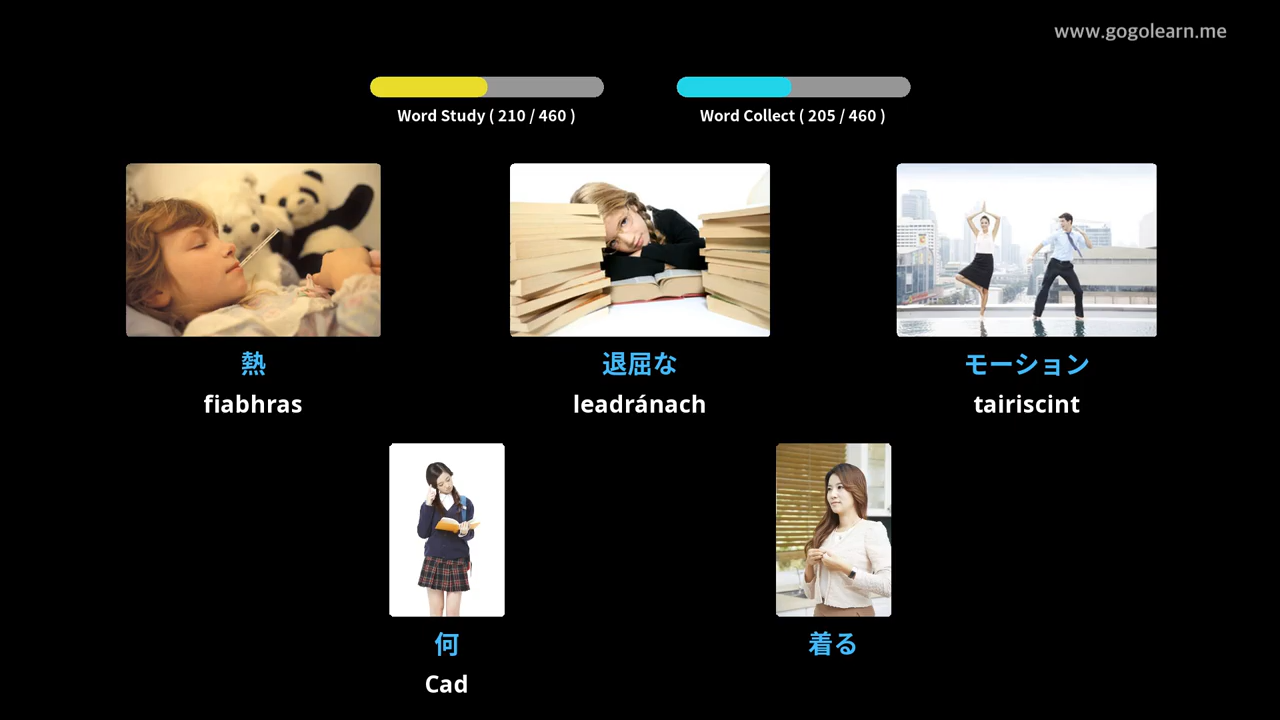 www.gogolearn.me
Word Study ( 210 / 460 )
Word Collect ( 205 / 460 )
熱
fiabhras
退屈な
leadránach
モーション
tairiscint
何
Cad
着る